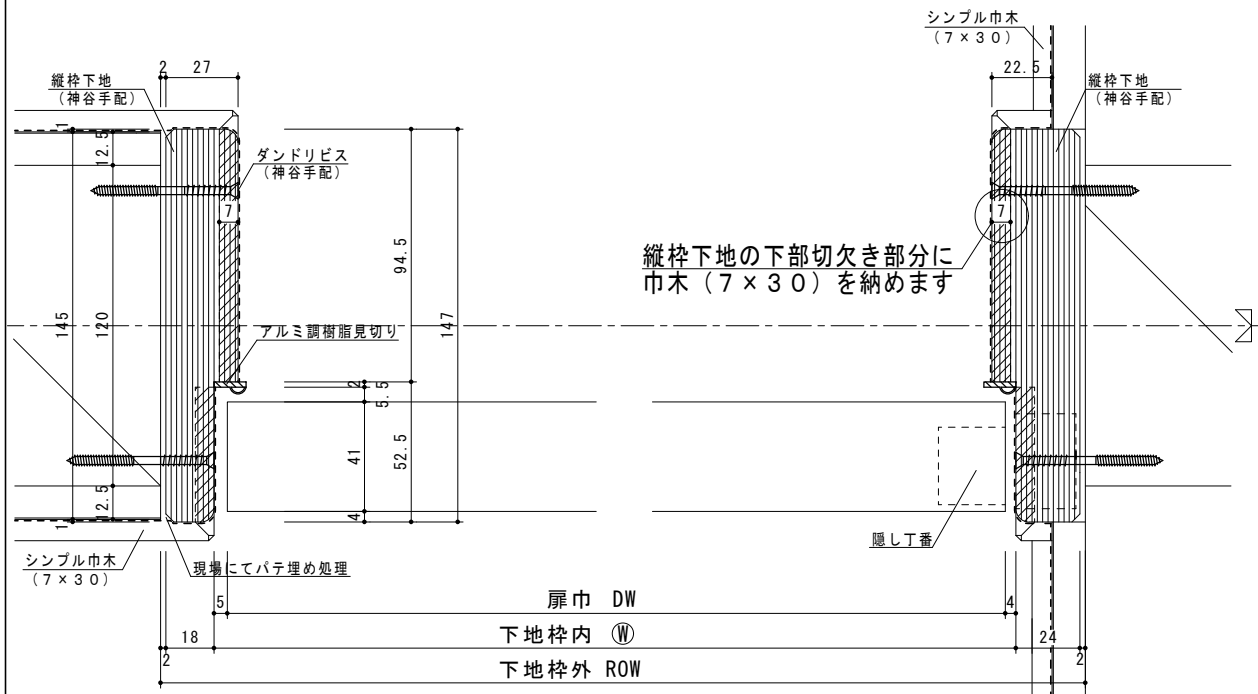 シンプル巾木
(7×30)
2 27
22.5
縦枠下地
(神谷手配)
縦枠下地
(神谷手配)
1
12.5
ダンドリビス
(神谷手配)
7
7
94.5
縦枠下地の下部切欠き部分に
巾木(7×30)を納めます
145
120
147
アルミ調樹脂見切り
2
5.5
41
52.5
12.5
1
4
隠し丁番
シンプル巾木
(7×30)
現場にてパテ埋め処理
5
扉巾 DW
4
18
下地枠内 Ⓦ
24
2
2
下地枠外 ROW